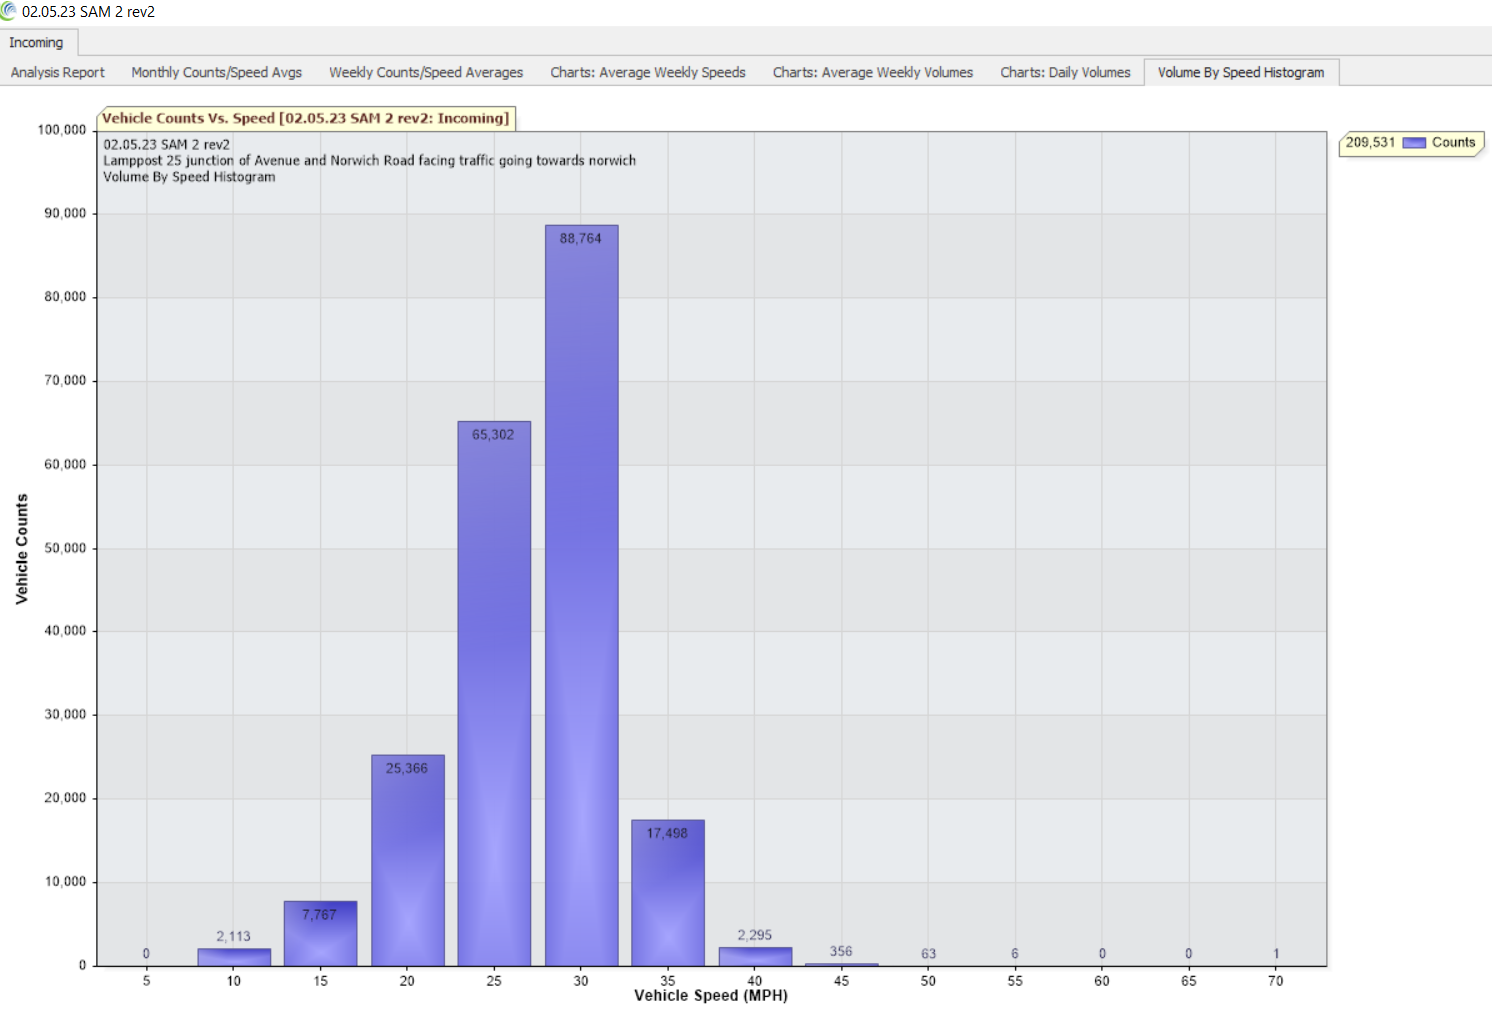 02.05.23 SAM 2 rev2
Incoming
Analysis Report Monthly Counts/Speed Avgs Weekly Counts/Speed Averages Charts: Average Weekly Speeds Charts: Average Weekly Volumes Charts: Daily Volumes Volume By Speed Histogram
Vehicle Counts Vs. Speed [02.05.23 SAM 2 rev2: Incoming]
02.05.23 SAM 2 rev2
Lamppost 25 junction of Avenue and Norwich Road facing traffic going towards norwich
Volume By Speed Histogram
209,531 Counts
100,000
90,000
80,000
70,000
60,000
50,000
40,000
30,000
20,000
10,000
0
Vehicle Counts
0 2,113 7,767 25,366 65,302 88,764 17,498 2,295 356 63 6 0 0 1
5 10 15 20 25 30 35 40 45 50 55 60 65 70
Vehicle Speed (MPH)